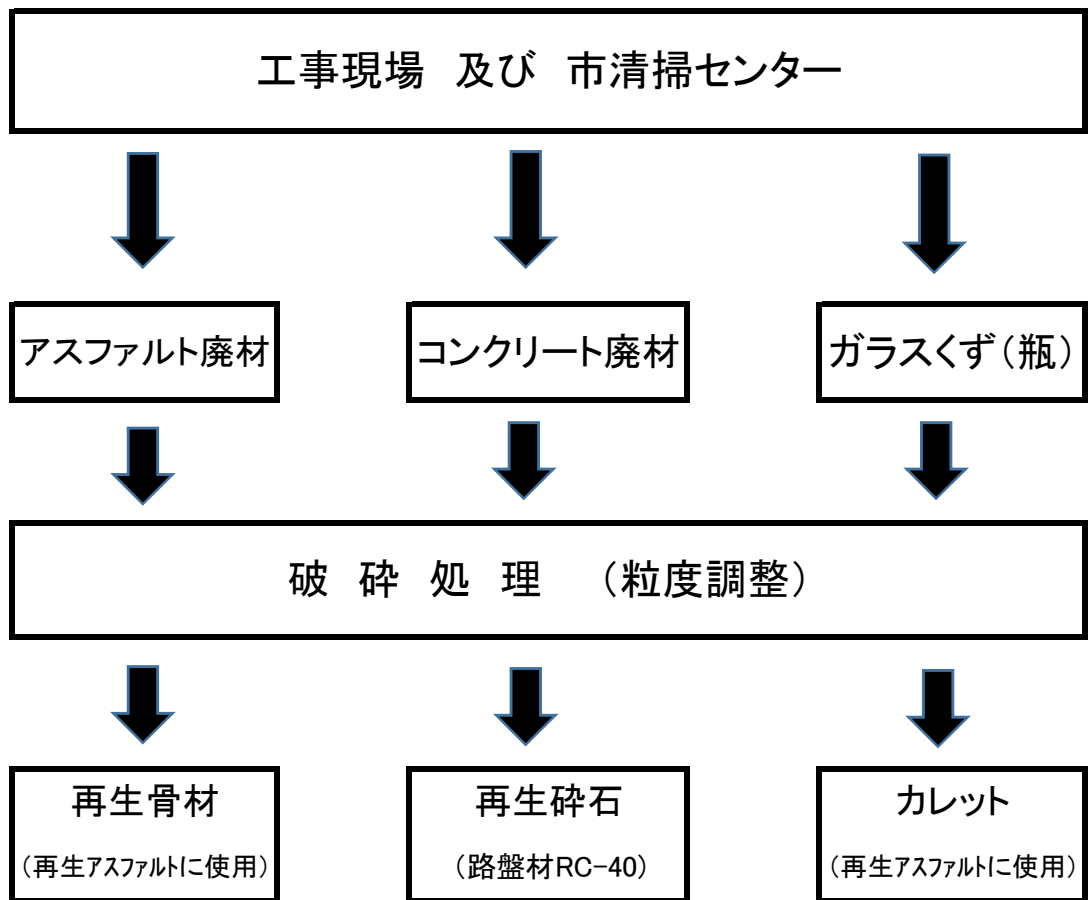 工事現場　及び　市清掃センター
アスファルト廃材
コンクリート廃材
ガラスくず（瓶）
破　砕　処　理　（粒度調整）
再生骨材
（再生ｱｽﾌｧﾙﾄに使用）
再生砕石
（路盤材RC-40）
カレット
（再生ｱｽﾌｧﾙﾄに使用）